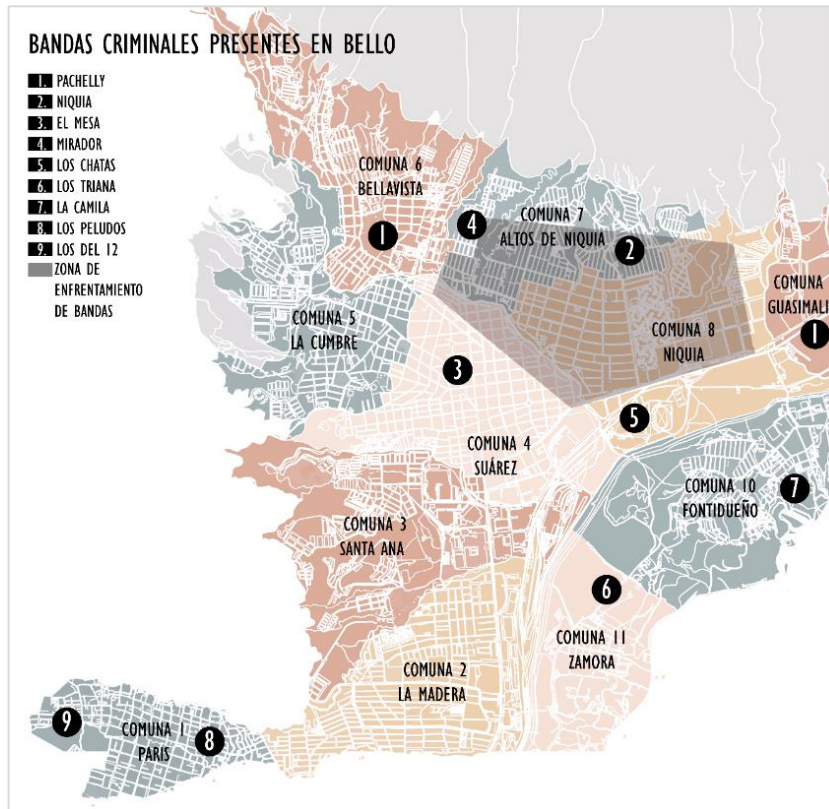 BANDAS CRIMINALES PRESENTES EN BELLO
1. PACHELLY
2. NIQUIA
3. EL MESA
4. MIRADOR
5. LOS CHATAS
6. LOS TRIANA
7. LA CAMILA
8. LOS PELUDOS
9. LOS DEL 12
ZONA DE
ENFRENTAMIENTO
DE BANDAS
COMUNA 6
BELLAVISTA
1
4
COMUNA 7
ALTOS DE NIQUIA
2
COMUNA
GUASIMAL
1
COMUNA 5
LA CUMBRE
COMUNA 8
NIQUIA
3
5
COMUNA 4
SUÁREZ
COMUNA 10
FONTIDUEÑO
7
COMUNA 3
SANTA ANA
6
COMUNA 11
ZAMORA
COMUNA 2
LA MADERA
9
COMUNA 1
PARIS
8